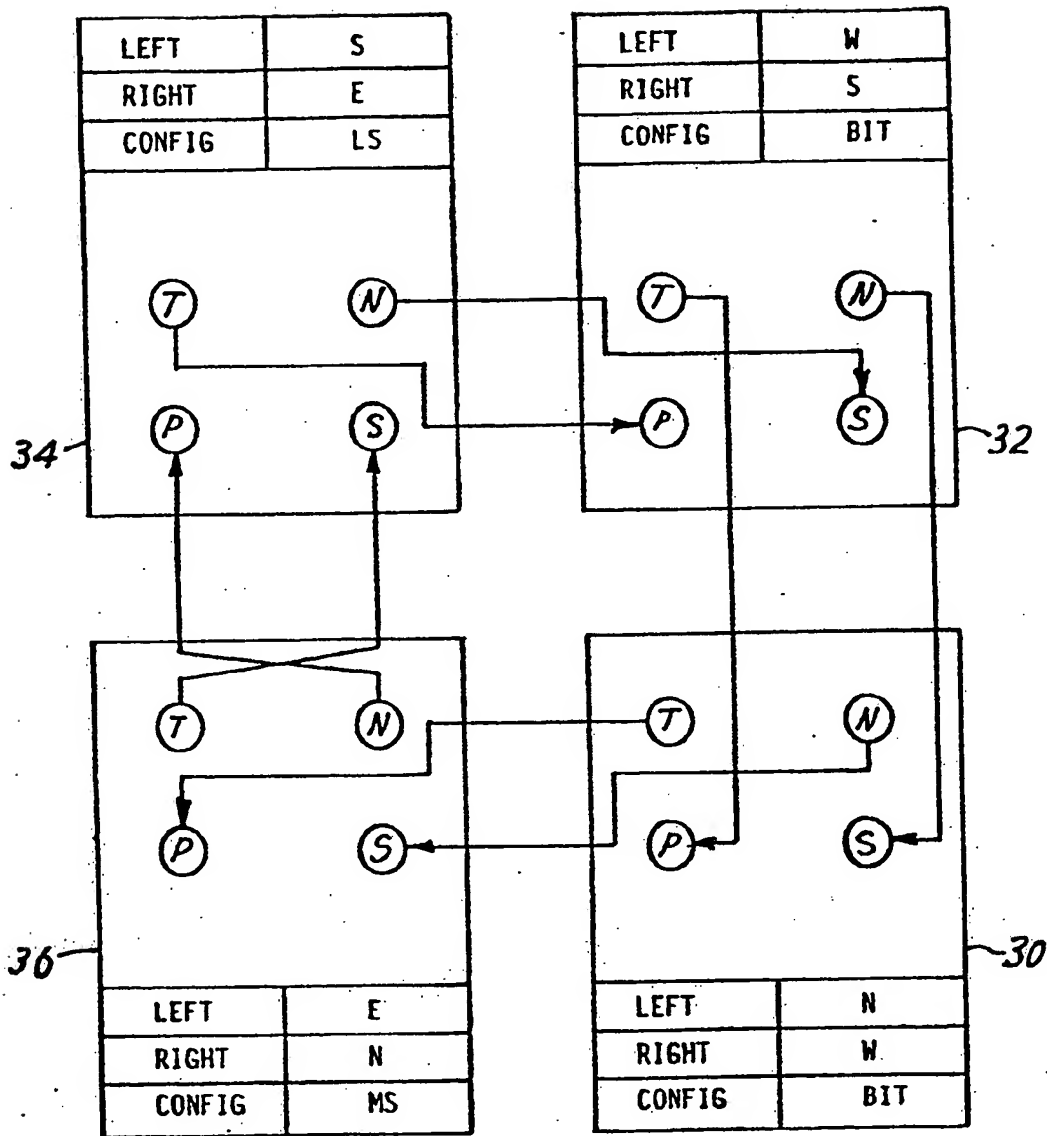 LEFT S
RIGHT E
CONFIG LS
LEFT W
RIGHT S
CONFIG BIT
T N
P S
34
T N
P S
32
T N
P S
36
T N
P S
30
LEFT E
RIGHT N
CONFIG MS
LEFT N
RIGHT W
CONFIG BIT